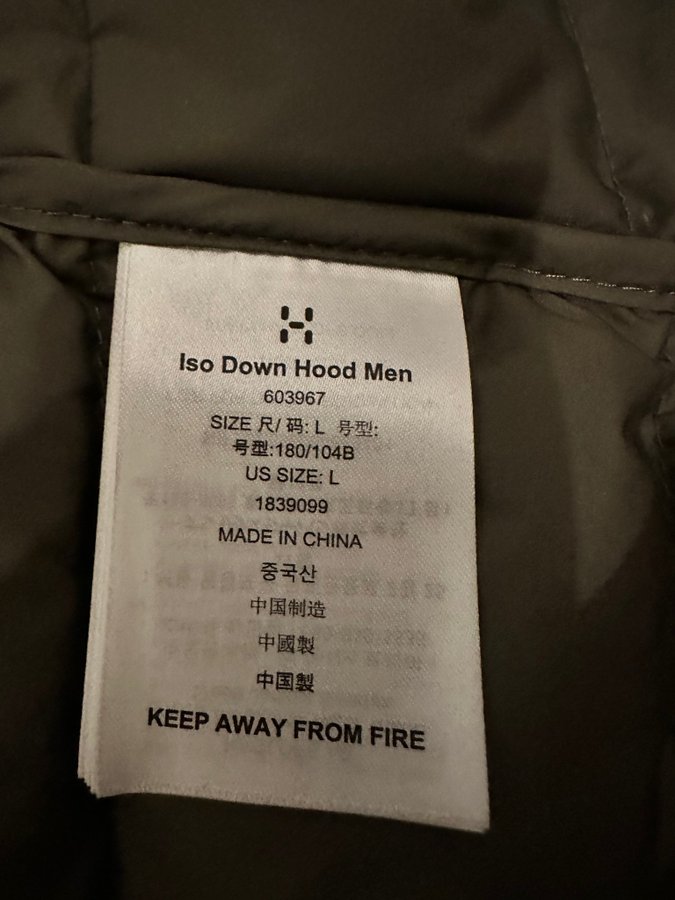 Iso Down Hood Men
603967
SIZE 尺/ 码: L 号型:
号型:180/104B
US SIZE: L
1839099
MADE IN CHINA
중국산
中国制造
中國製
中国製
KEEP AWAY FROM FIRE